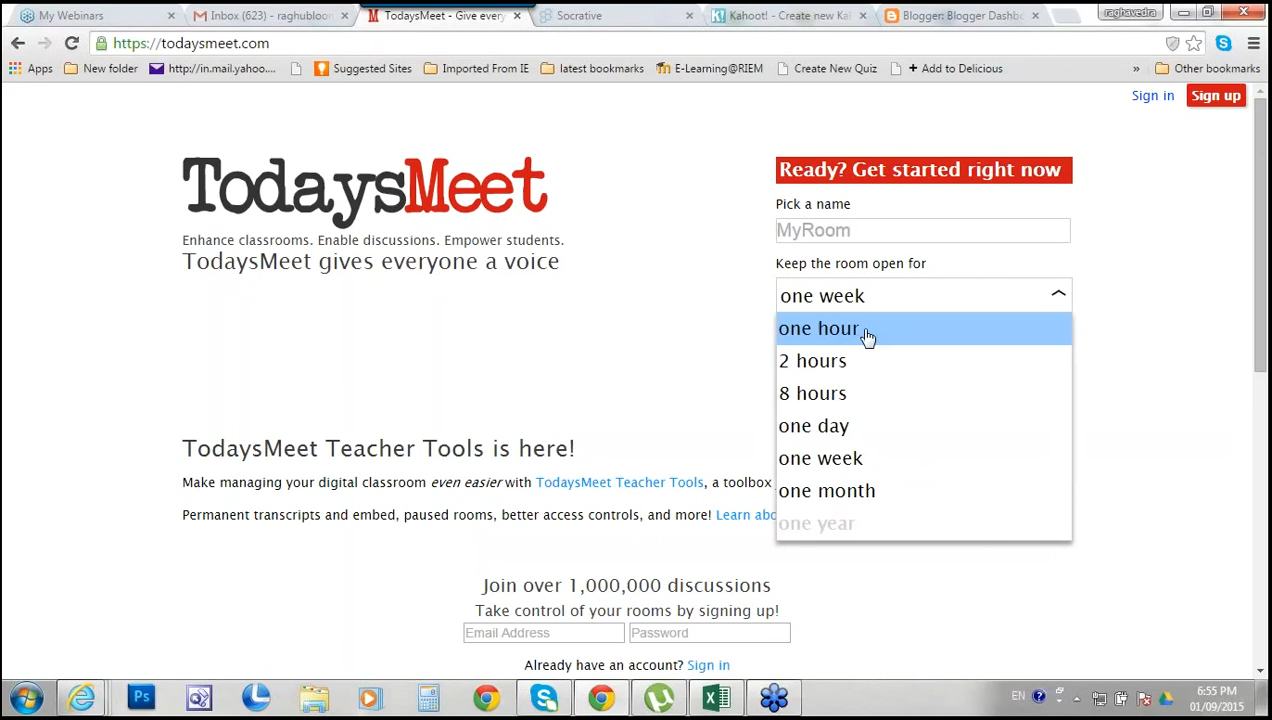 My Webinars
Inbox (623) - raghubloom
TodaysMeet - Give every
Socrative
Kahoot! - Create new Ka
Blogger: Blogger Dashb
raghavedra
https://todaysmeet.com
Apps
New folder
http://in.mail.yahoo....
Suggested Sites
Imported From IE
latest bookmarks
E-Learning@RIEM
Create New Quiz
+ Add to Delicious
»
Other bookmarks
Sign in
Sign up
TodaysMeet
Enhance classrooms. Enable discussions. Empower students.
TodaysMeet gives everyone a voice
Ready? Get started right now
Pick a name
MyRoom
Keep the room open for
one week
one hour
2 hours
8 hours
one day
one week
one month
one year
TodaysMeet Teacher Tools is here!
Make managing your digital classroom even easier with TodaysMeet Teacher Tools, a toolbox
Permanent transcripts and embed, paused rooms, better access controls, and more! Learn abo
Join over 1,000,000 discussions
Take control of your rooms by signing up!
Email Address
Password
Already have an account? Sign in
EN
6:55 PM
01/09/2015